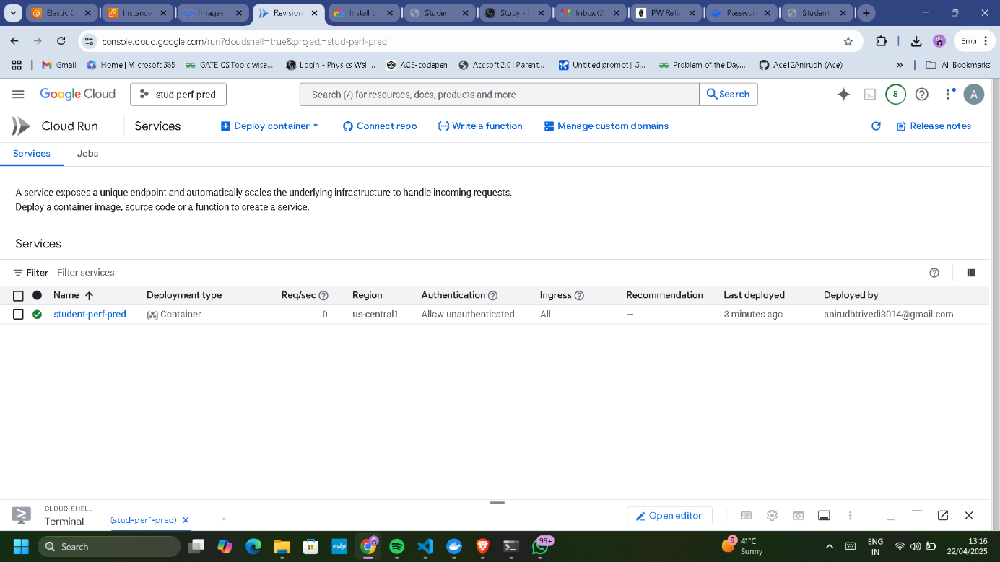 Elastic C
Instance
Images
Revision
Install th
Student
Study -
Inbox (2,
PW Refu
Passwor
Student
console.cloud.google.com/run?cloudshell=true&project=stud-perf-pred
Error
Gmail
Home | Microsoft 365
GATE CS Topic wise...
Login - Physics Wall...
ACE-codepen
Accsoft 2.0 : Parent...
Untitled prompt | G...
Problem of the Day...
Ace12Anirudh (Ace)
All Bookmarks
Google Cloud
stud-perf-pred
Search (/) for resources, docs, products and more
Search
5
A
Cloud Run
Services
Deploy container
Connect repo
Write a function
Manage custom domains
Release notes
Services
Jobs
A service exposes a unique endpoint and automatically scales the underlying infrastructure to handle incoming requests.
Deploy a container image, source code or a function to create a service.
Services
Filter Filter services
Name Deployment type Req/sec Region Authentication Ingress Recommendation Last deployed Deployed by
student-perf-pred Container 0 us-central1 Allow unauthenticated All — 3 minutes ago anirudhtrivedi3014@gmail.com
CLOUD SHELL
Terminal
(stud-perf-pred)
Open editor
Search
99+
9
41°C
Sunny
ENG
IN
13:16
22/04/2025